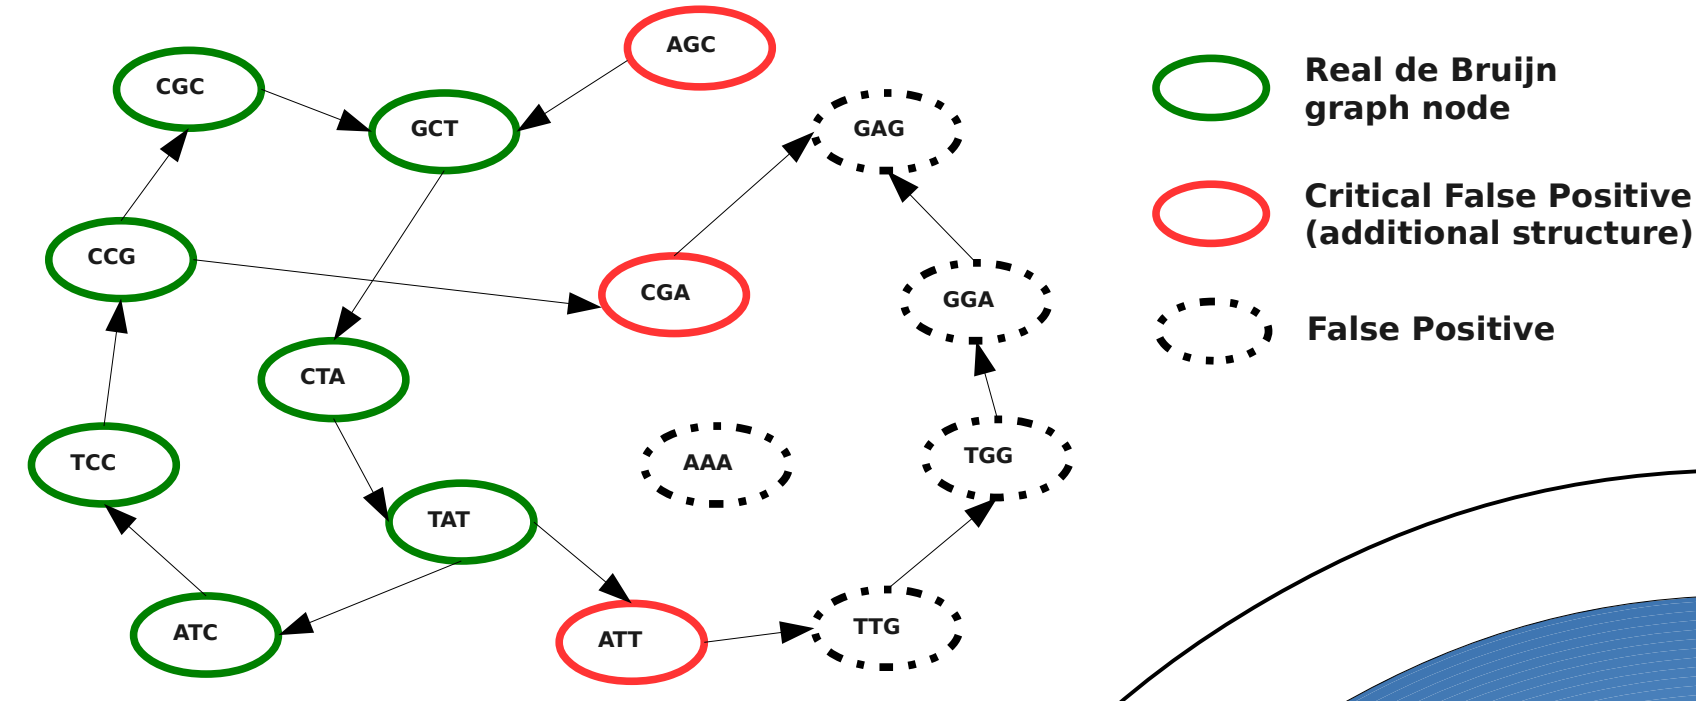 AGC
CGC
GCT
GAG
CCG
CGA
GGA
CTA
TCC
AAA
TGG
TAT
ATC
ATT
TTG
Real de Bruijn
graph node
Critical False Positive
(additional structure)
False Positive